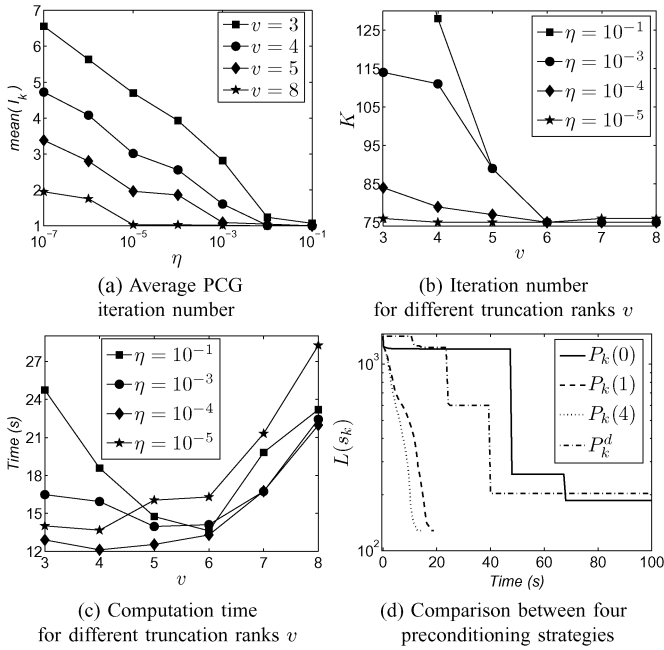 7
6
5
4
3
2
1
mean( I_k )
10^{-7} 10^{-5} 10^{-3} 10^{-1}
η
v = 3
v = 4
v = 5
v = 8
(a) Average PCG
iteration number
125
115
105
95
85
75
K
3 4 5 6 7 8
v
η = 10^{-1}
η = 10^{-3}
η = 10^{-4}
η = 10^{-5}
(b) Iteration number
for different truncation ranks v
27
24
21
18
15
12
Time (s)
3 4 5 6 7 8
v
η = 10^{-1}
η = 10^{-3}
η = 10^{-4}
η = 10^{-5}
(c) Computation time
for different truncation ranks v
10^3
10^2
L(s_k)
0 20 40 60 80 100
Time (s)
P_k(0)
P_k(1)
P_k(4)
P_k^d
(d) Comparison between four
preconditioning strategies